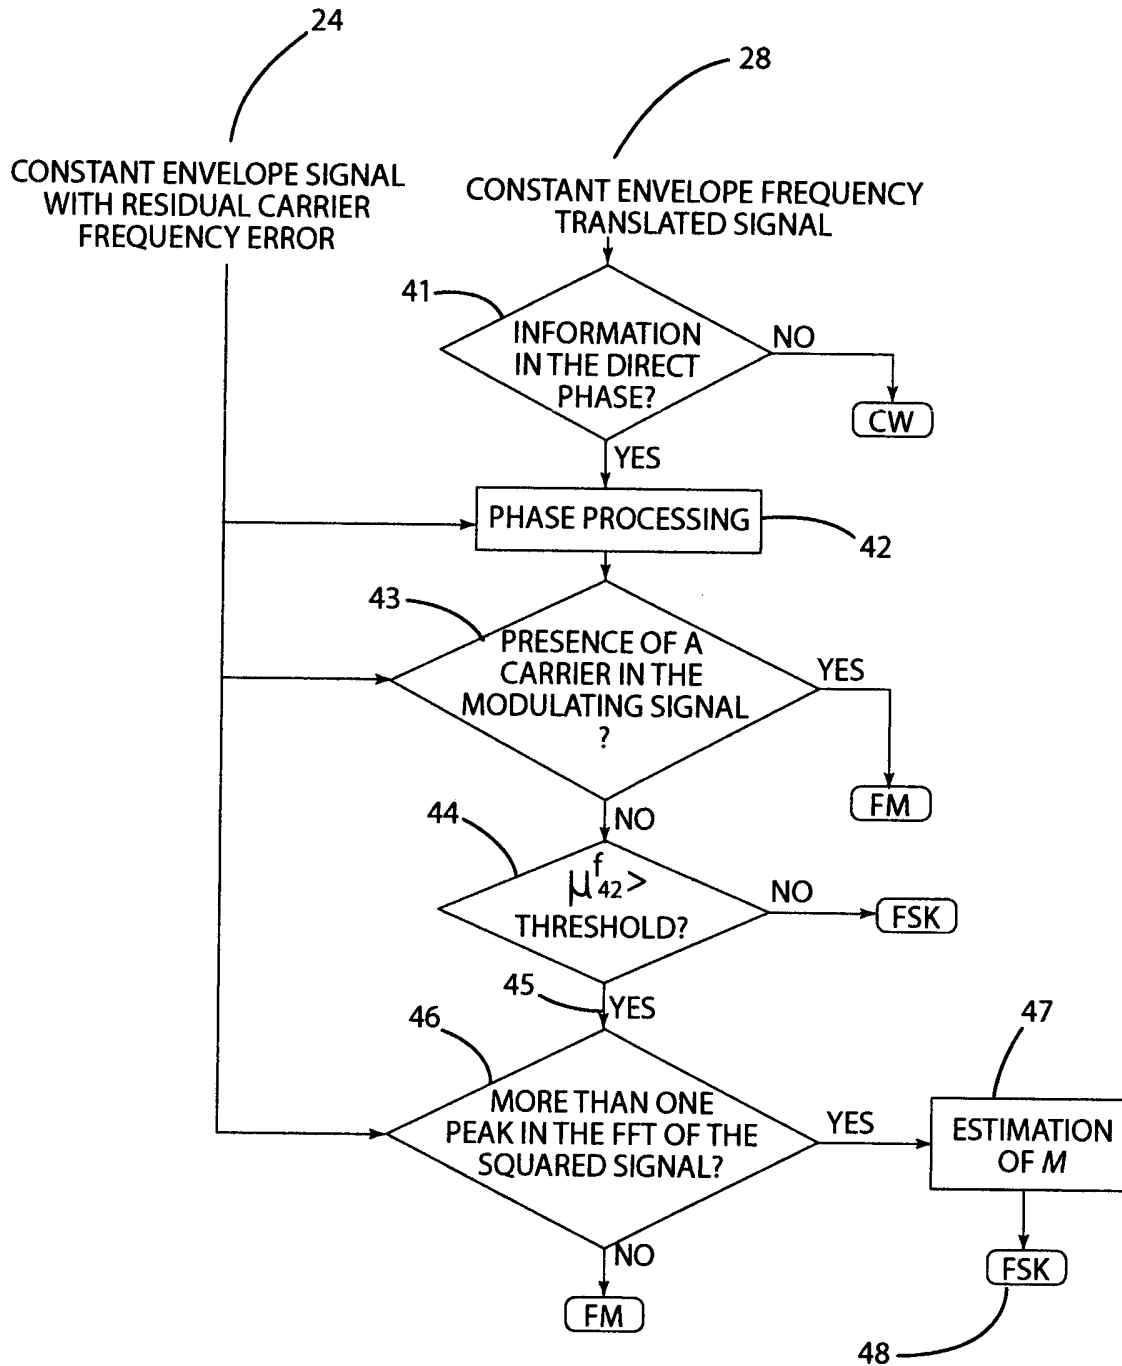 24
28
CONSTANT ENVELOPE SIGNAL
WITH RESIDUAL CARRIER
FREQUENCY ERROR
CONSTANT ENVELOPE FREQUENCY
TRANSLATED SIGNAL
41
INFORMATION
IN THE DIRECT
PHASE?
NO
CW
YES
PHASE PROCESSING
42
43
PRESENCE OF A
CARRIER IN THE
MODULATING SIGNAL
?
YES
FM
NO
44
μ^f_42 >
THRESHOLD?
NO
FSK
45
YES
46
MORE THAN ONE
PEAK IN THE FFT OF THE
SQUARED SIGNAL?
YES
47
ESTIMATION
OF M
NO
FM
FSK
48